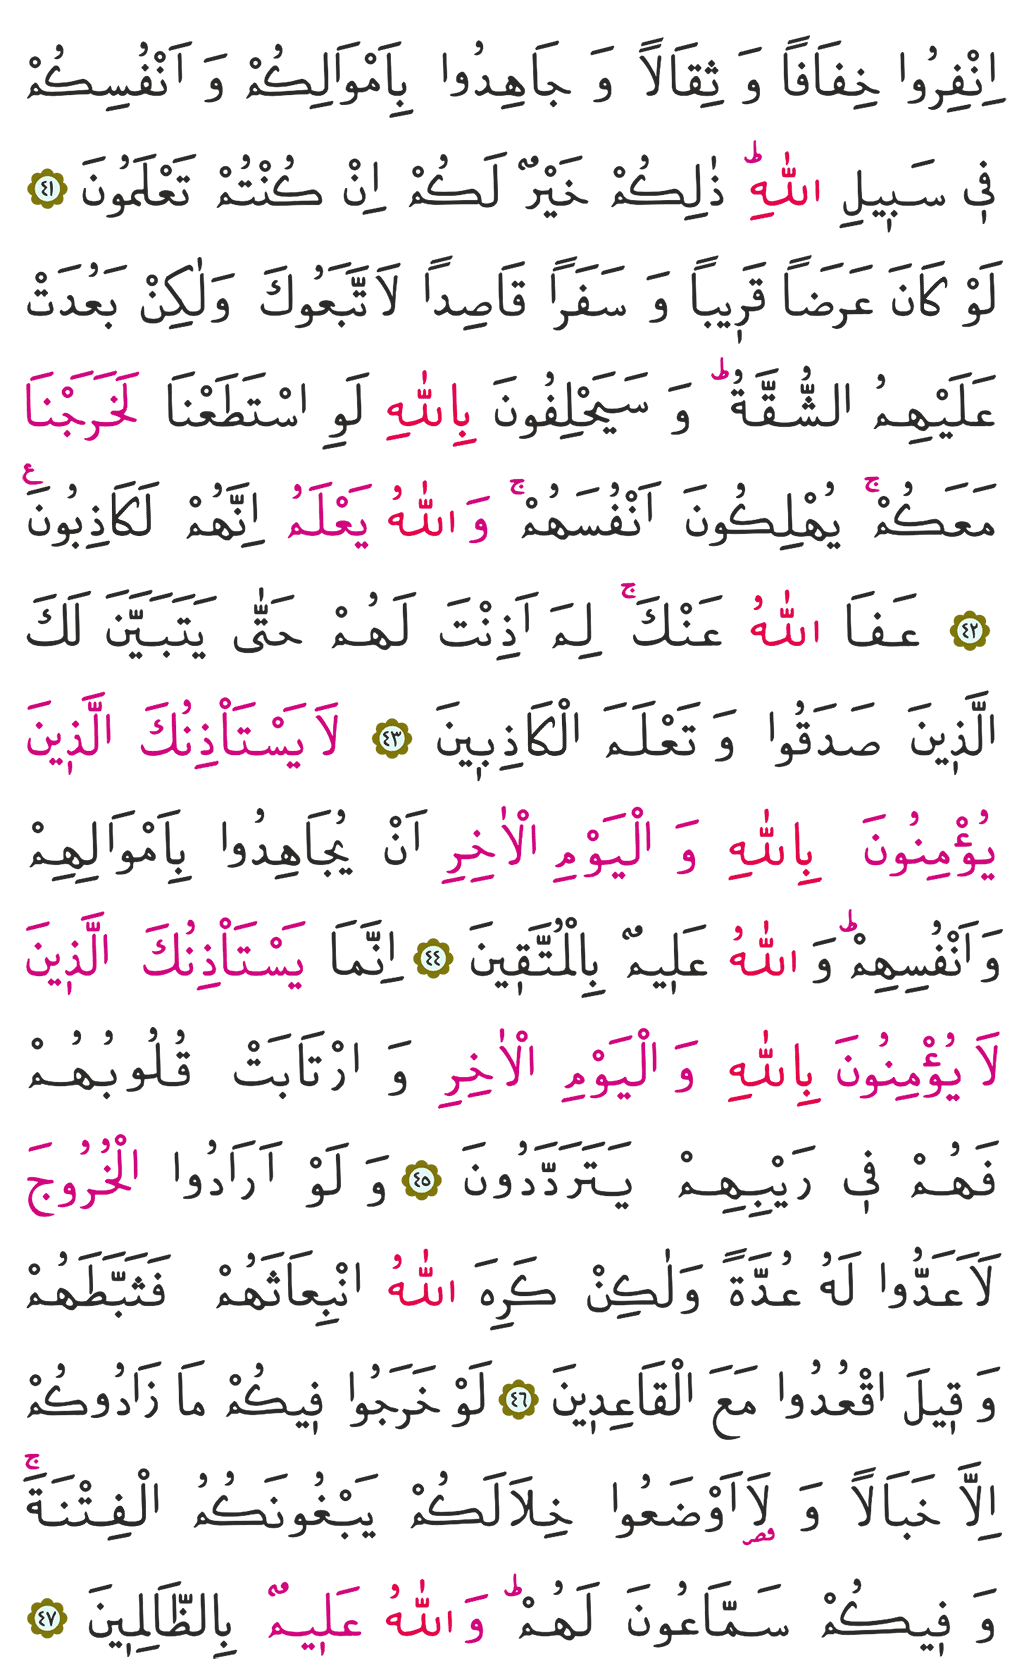 اِنْفِرُوا خِفَافًا وَ ثِقَالًا وَ جَاهِدُوا بِاَمْوَالِكُمْ وَ اَنْفُسِكُمْ
فٖي سَبٖيلِ اللّٰهِؕ ذٰلِكُمْ خَيْرٌ لَكُمْ اِنْ كُنْتُمْ تَعْلَمُونَ ﴿٤١﴾
لَوْ كَانَ عَرَضًا قَرٖيبًا وَ سَفَرًا قَاصِدًا لَاتَّبَعُوكَ وَلٰكِنْ بَعُدَتْ
عَلَيْهِمُ الشُّقَّةُؕ وَ سَيَحْلِفُونَ بِاللّٰهِ لَوِ اسْتَطَعْنَا لَخَرَجْنَا
مَعَكُمْۚ يُهْلِكُونَ اَنْفُسَهُمْۚ وَ اللّٰهُ يَعْلَمُ اِنَّهُمْ لَكَاذِبُونَࣖ
﴿٤٢﴾ عَفَا اللّٰهُ عَنْكَۚ لِمَ اَذِنْتَ لَهُمْ حَتّٰى يَتَبَيَّنَ لَكَ
الَّذٖينَ صَدَقُوا وَ تَعْلَمَ الْكَاذِبٖينَ ﴿٤٣﴾ لَا يَسْتَاْذِنُكَ الَّذٖينَ
يُؤْمِنُونَ بِاللّٰهِ وَ الْيَوْمِ الْاٰخِرِ اَنْ يُجَاهِدُوا بِاَمْوَالِهِمْ
وَ اَنْفُسِهِمْؕ وَ اللّٰهُ عَلٖيمٌ بِالْمُتَّقٖينَ ﴿٤٤﴾ اِنَّمَا يَسْتَاْذِنُكَ الَّذٖينَ
لَا يُؤْمِنُونَ بِاللّٰهِ وَ الْيَوْمِ الْاٰخِرِ وَ ارْتَابَتْ قُلُوبُهُمْ
فَهُمْ فٖي رَيْبِهِمْ يَتَرَدَّدُونَ ﴿٤٥﴾ وَ لَوْ اَرَادُوا الْخُرُوجَ
لَاَعَدُّوا لَهُ عُدَّةً وَلٰكِنْ كَرِهَ اللّٰهُ انْبِعَاثَهُمْ فَثَبَّطَهُمْ
وَ قٖيلَ اقْعُدُوا مَعَ الْقَاعِدٖينَ ﴿٤٦﴾ لَوْ خَرَجُوا فٖيكُمْ مَا زَادُوكُمْ
اِلَّا خَبَالًا وَ لَا۬اَوْضَعُوا خِلَالَكُمْ يَبْغُونَكُمُ الْفِتْنَةَۚ
قصر
وَ فٖيكُمْ سَمَّاعُونَ لَهُمْؕ وَ اللّٰهُ عَلٖيمٌ بِالظَّالِمٖينَ ﴿٤٧﴾